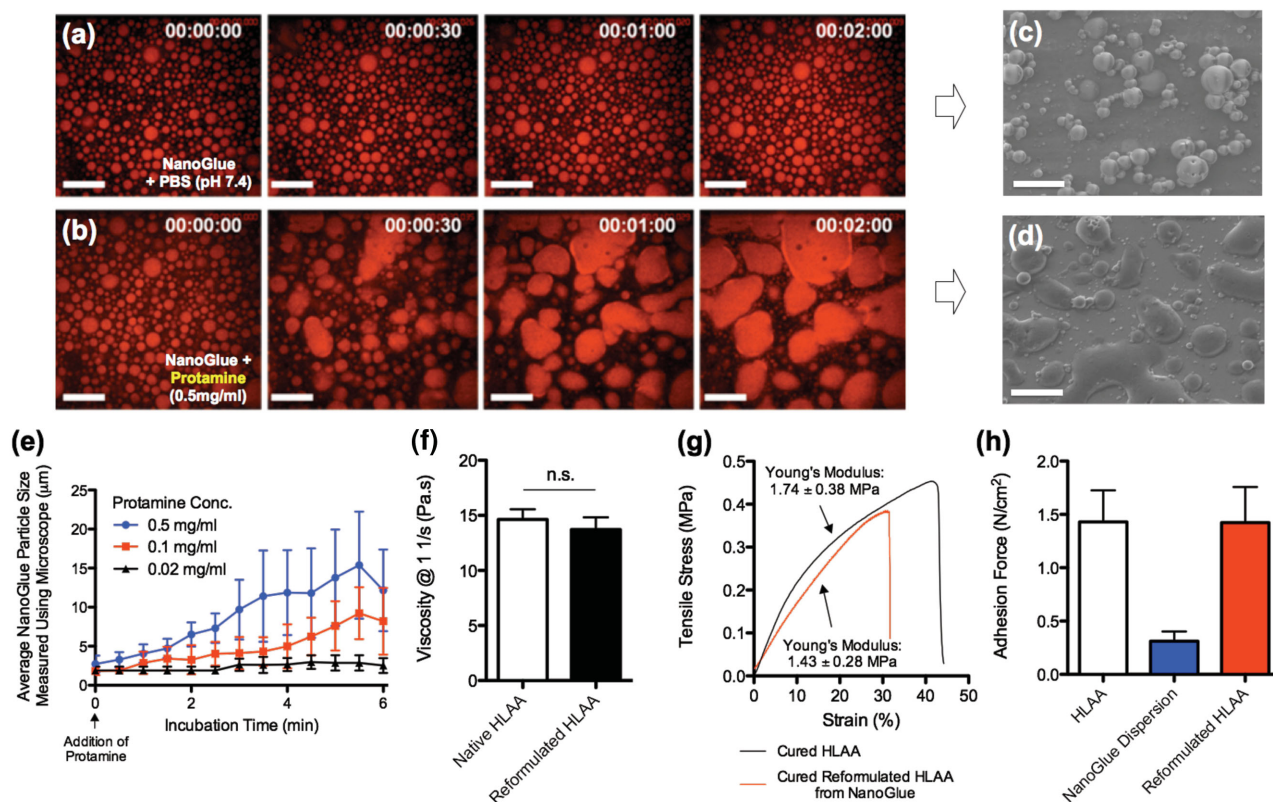 (a)
00:00:00
00:00:30
00:01:00
00:02:00
NanoGlue
+ PBS (pH 7.4)
(c)
(b)
00:00:00
00:00:30
00:01:00
00:02:00
NanoGlue +
Protamine
(0.5mg/ml)
(d)
(e)
Average NanoGlue Particle Size
Measured Using Microscope (µm)
25
20
15
10
5
0
Protamine Conc.
0.5 mg/ml
0.1 mg/ml
0.02 mg/ml
0
2
4
6
Incubation Time (min)
Addition of
Protamine
(f)
Viscosity @ 1 1/s (Pa.s)
20
15
10
5
0
n.s.
Native HLAA
Reformulated HLAA
(g)
Tensile Stress (MPa)
0.5
0.4
0.3
0.2
0.1
0.0
Young's Modulus:
1.74 ± 0.38 MPa
Young's Modulus:
1.43 ± 0.28 MPa
0
10
20
30
40
50
Strain (%)
Cured HLAA
Cured Reformulated HLAA
from NanoGlue
(h)
Adhesion Force (N/cm²)
2.0
1.5
1.0
0.5
0.0
HLAA
NanoGlue Dispersion
Reformulated HLAA